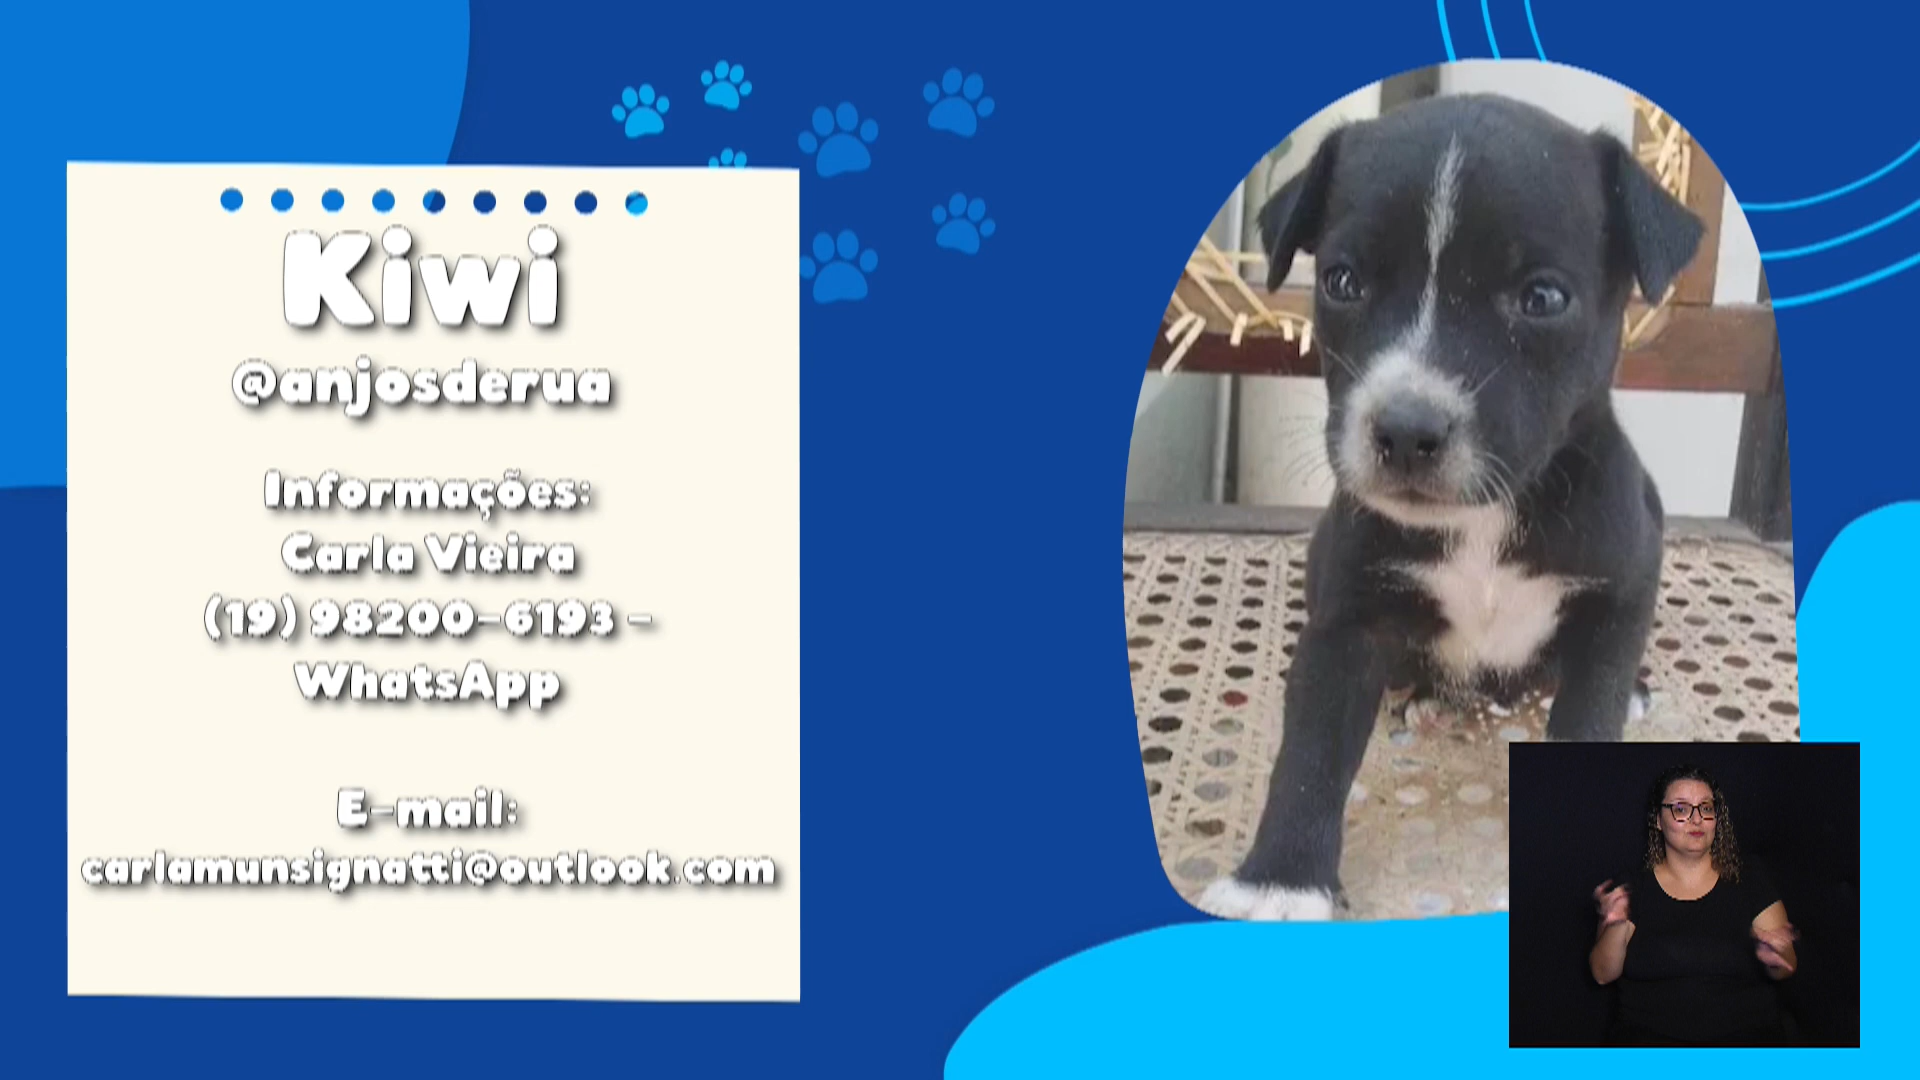 Kiwi
@anjosderua
Informações:
Carla Vieira
(19) 98200-6193 -
WhatsApp
E-mail:
carlamunsignatti@outlook.com